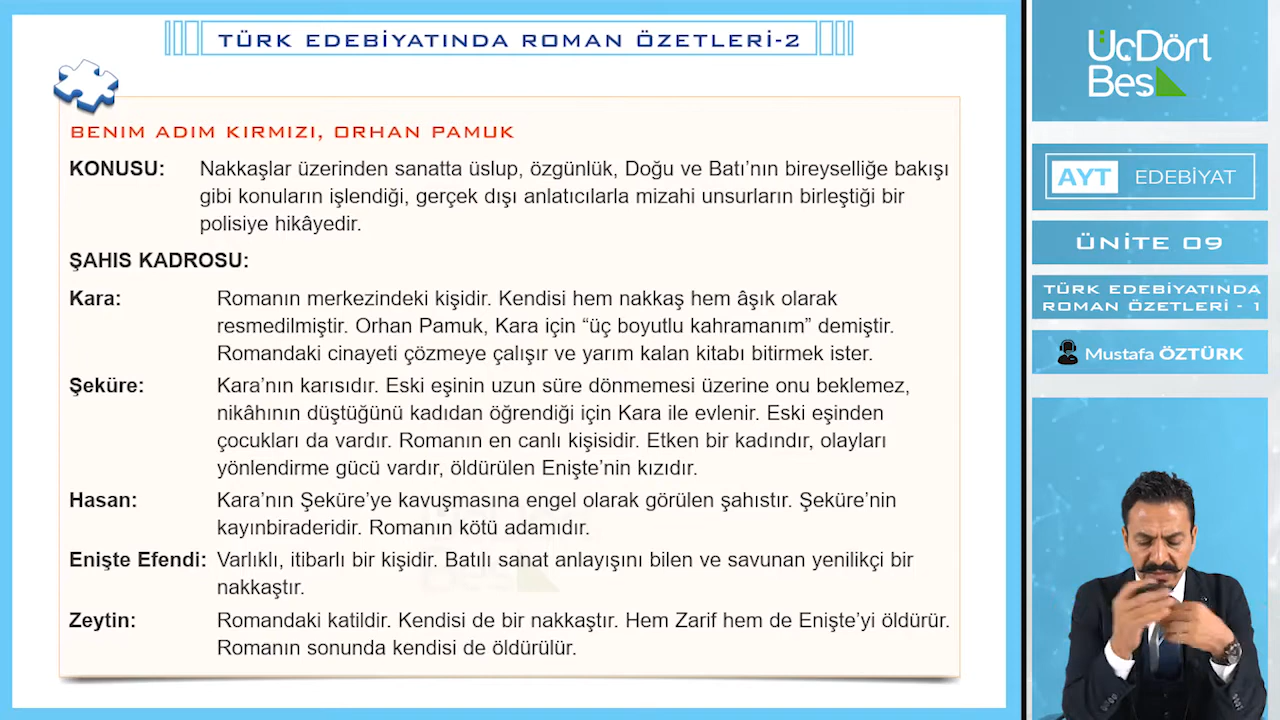 TÜRK EDEBİYATINDA ROMAN ÖZETLERİ-2
BENIM ADIM KIRMIZI, ORHAN PAMUK
KONUSU: Nakkaşlar üzerinden sanatta üslup, özgünlük, Doğu ve Batı’nın bireyselliğe bakışı
gibi konuların işlendiği, gerçek dışı anlatıcılarla mizahi unsurların birleştiği bir
polisiye hikâyedir.
ŞAHIS KADROSU:
Kara: Romanın merkezindeki kişidir. Kendisi hem nakkaş hem âşık olarak
resmedilmiştir. Orhan Pamuk, Kara için “üç boyutlu kahramanım” demiştir.
Romandaki cinayeti çözmeye çalışır ve yarım kalan kitabı bitirmek ister.
Şeküre: Kara’nın karısıdır. Eski eşinin uzun süre dönmemesi üzerine onu beklemez,
nikâhının düştüğünü kadıdan öğrendiği için Kara ile evlenir. Eski eşinden
çocukları da vardır. Romanın en canlı kişisidir. Etken bir kadındır, olayları
yönlendirme gücü vardır, öldürülen Enişte’nin kızıdır.
Hasan: Kara’nın Şeküre’ye kavuşmasına engel olarak görülen şahıstır. Şeküre’nin
kayınbiraderidir. Romanın kötü adamıdır.
Enişte Efendi: Varlıklı, itibarlı bir kişidir. Batılı sanat anlayışını bilen ve savunan yenilikçi bir
nakkaştır.
Zeytin: Romandaki katildir. Kendisi de bir nakkaştır. Hem Zarif hem de Enişte’yi öldürür.
Romanın sonunda kendisi de öldürülür.
ÜçDört
Beş
AYT EDEBİYAT
ÜNİTE 09
TÜRK EDEBİYATINDA
ROMAN ÖZETLERİ - 1
Mustafa ÖZTÜRK